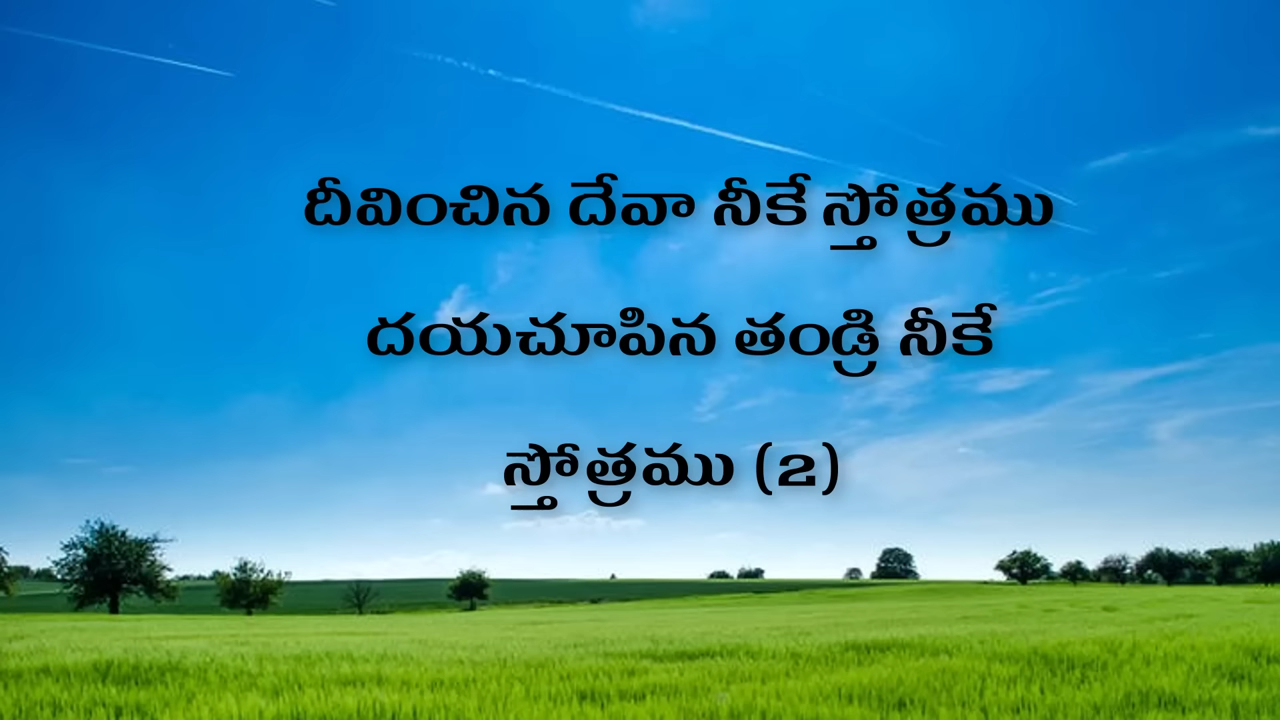 దీవించిన దేవా నీకే స్తోత్రము
దయచూపిన తండ్రి నీకే
స్తోత్రము (2)